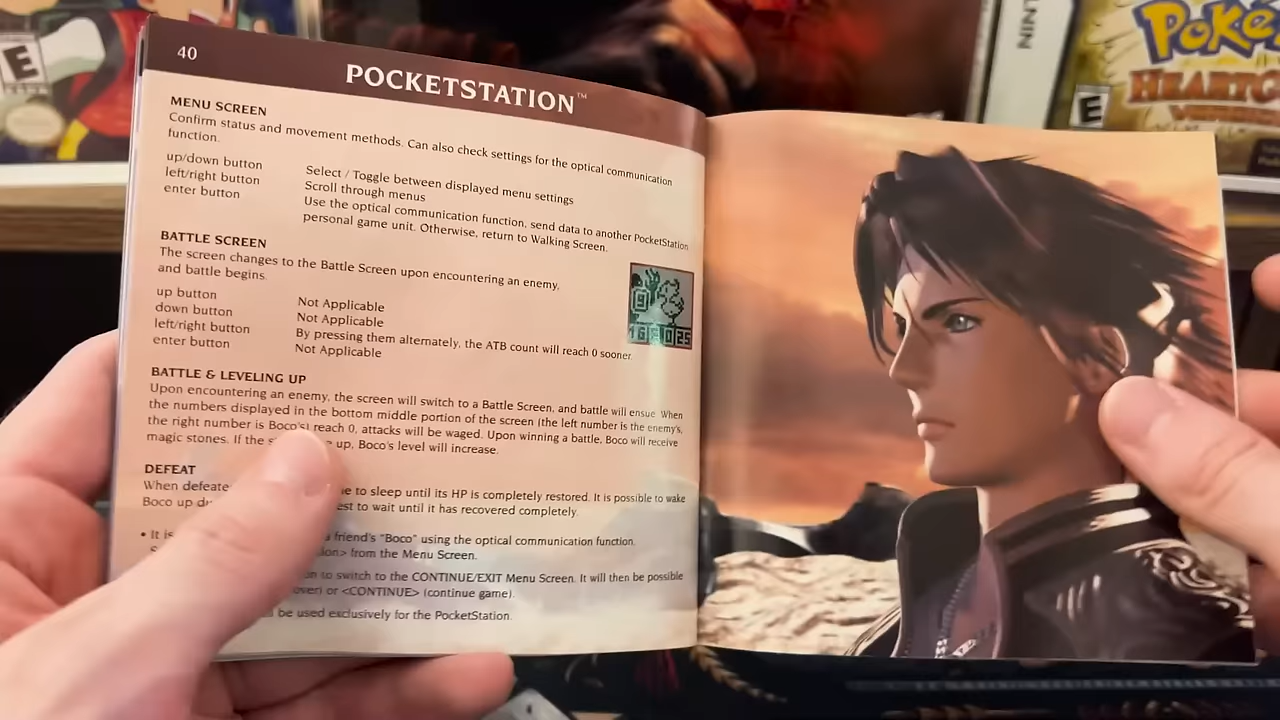 40
POCKETSTATION™
MENU SCREEN
Confirm status and movement methods. Can also check settings for the optical communication
function.
up/down button Select / Toggle between displayed menu settings
left/right button Scroll through menus
enter button Use the optical communication function, send data to another PocketStation
personal game unit. Otherwise, return to Walking Screen.
BATTLE SCREEN
The screen changes to the Battle Screen upon encountering an enemy,
and battle begins.
up button Not Applicable
down button Not Applicable
left/right button By pressing them alternately, the ATB count will reach 0 sooner.
enter button Not Applicable
BATTLE & LEVELING UP
Upon encountering an enemy, the screen will switch to a Battle Screen, and battle will ensue. When
the numbers displayed in the bottom middle portion of the screen (the left number is the enemy's,
the right number is Boco's) reach 0, attacks will be waged. Upon winning a battle, Boco will receive
magic stones. If the up, Boco's level will increase.
DEFEAT
When defeate to sleep until its HP is completely restored. It is possible to wake
Boco up to wait until it has recovered completely.
• It is a friend's "Boco" using the optical communication function.
from the Menu Screen.
to switch to the CONTINUE/EXIT Menu Screen. It will then be possible
or <CONTINUE> (continue game).
be used exclusively for the PocketStation.
E
E